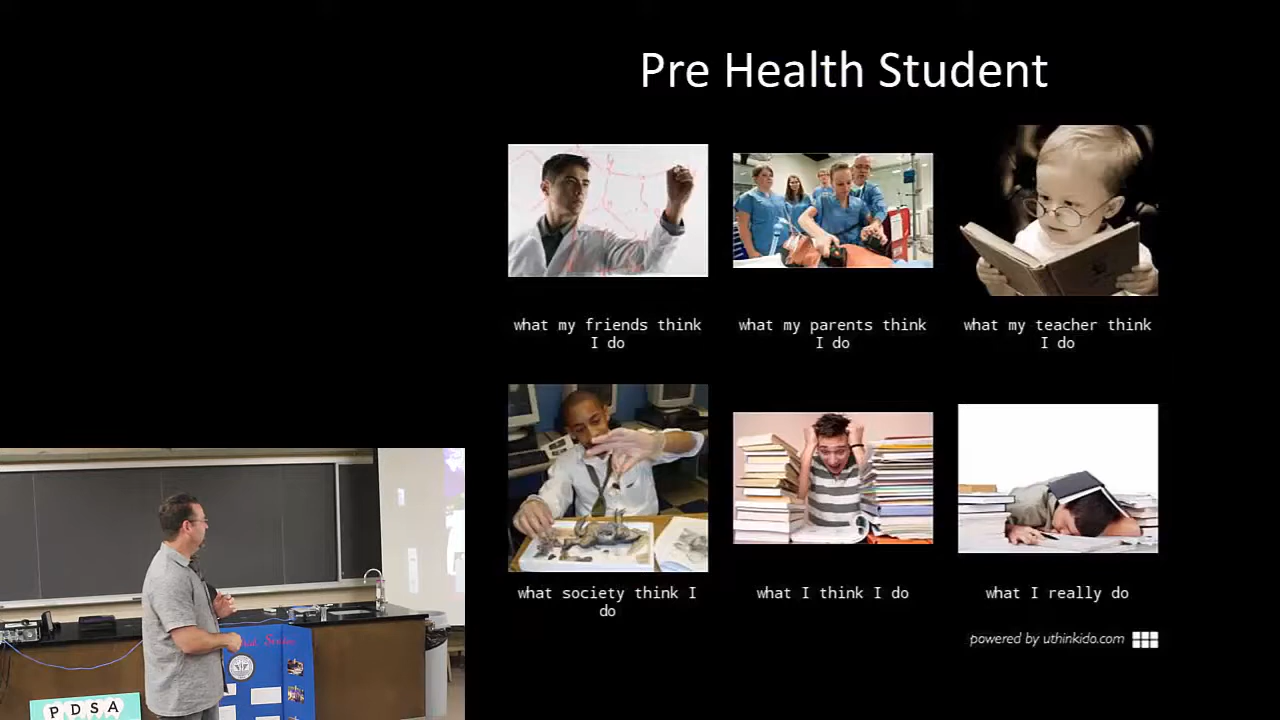 Pre Health Student
what my friends think
I do
what my parents think
I do
what my teacher think
I do
what society think I
do
what I think I do
what I really do
powered by uthinkido.com
PDSA